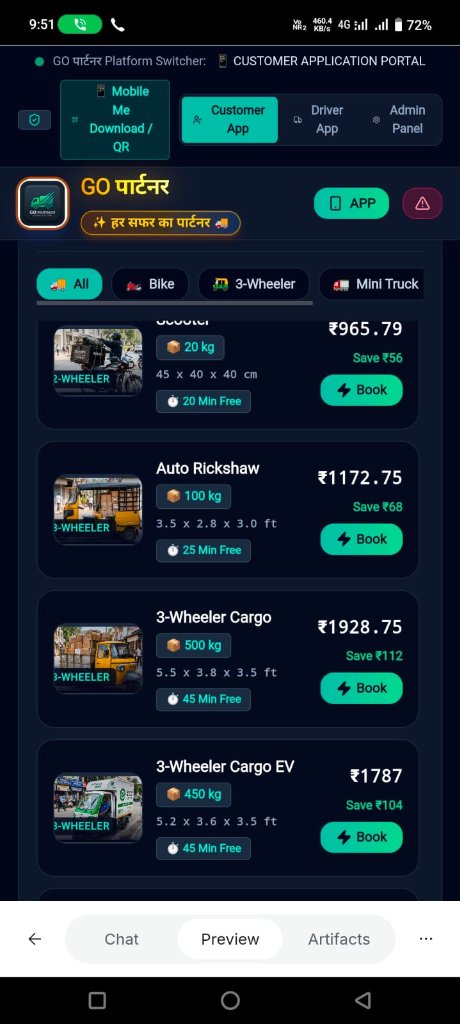 9:51
Vo NR2 460.4 KB/s 4G 72%
GO पार्टनर Platform Switcher: CUSTOMER APPLICATION PORTAL
Mobile Me Download / QR
Customer App
Driver App
Admin Panel
GO पार्टनर
✨ हर सफर का पार्टनर 🚚
APP
All
Bike
3-Wheeler
Mini Truck
Scooter
₹965.79
20 kg
Save ₹56
45 x 40 x 40 cm
2-WHEELER
Book
20 Min Free
Auto Rickshaw
₹1172.75
100 kg
Save ₹68
3.5 x 2.8 x 3.0 ft
3-WHEELER
Book
25 Min Free
3-Wheeler Cargo
₹1928.75
500 kg
Save ₹112
5.5 x 3.8 x 3.5 ft
3-WHEELER
Book
45 Min Free
3-Wheeler Cargo EV
₹1787
450 kg
Save ₹104
5.2 x 3.6 x 3.5 ft
3-WHEELER
Book
45 Min Free
Chat
Preview
Artifacts